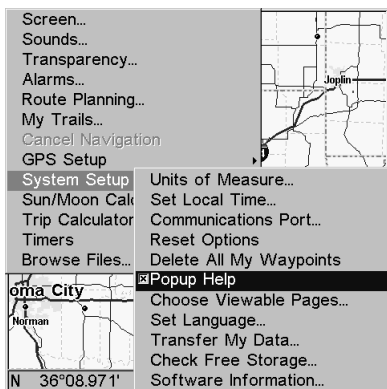 Screen...
Sounds...
Transparency...
Alarms...
Route Planning...
My Trails...
Cancel Navigation
GPS Setup
System Setup
Sun/Moon Calc
Trip Calculator
Timers
Browse Files...
Units of Measure...
Set Local Time...
Communications Port...
Reset Options
Delete All My Waypoints
Popup Help
Choose Viewable Pages...
Set Language...
Transfer My Data...
Check Free Storage...
Software Information...
Joplin
oma City
Norman
N 36°08.971'